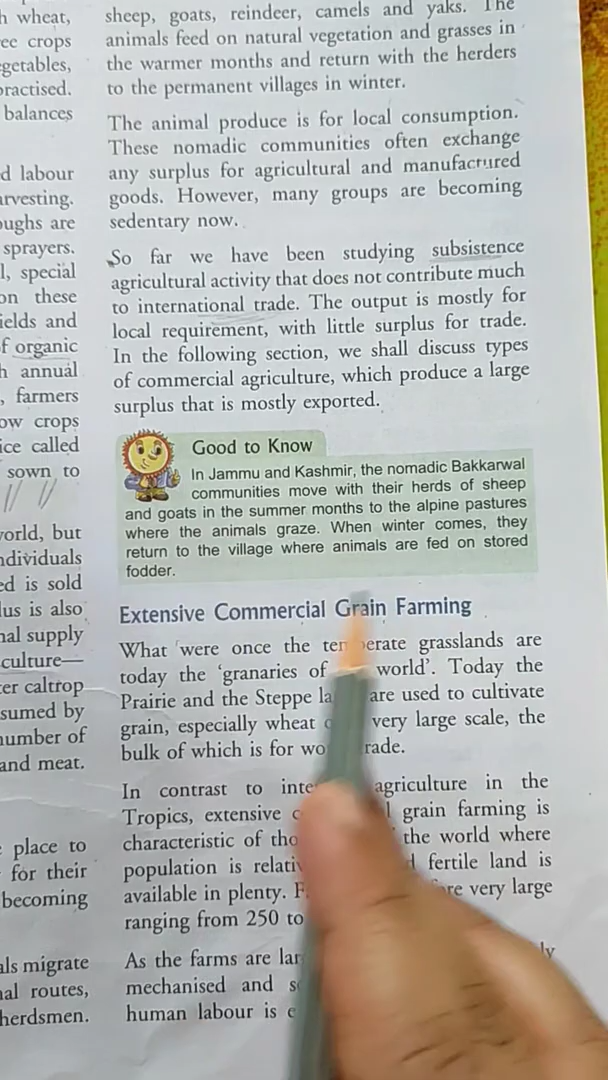 h wheat,
ee crops
getables,
practised.
balances
d labour
arvesting.
oughs are
sprayers.
l, special
on these
ields and
f organic
h annual
, farmers
ow crops
ice called
sown to
world, but
ndividuals
ed is sold
lus is also
nal supply
culture—
ter caltrop
sumed by
number of
and meat.
place to
for their
becoming
als migrate
nal routes,
herdsmen.
sheep, goats, reindeer, camels and yaks. The
animals feed on natural vegetation and grasses in
the warmer months and return with the herders
to the permanent villages in winter.
The animal produce is for local consumption.
These nomadic communities often exchange
any surplus for agricultural and manufactured
goods. However, many groups are becoming
sedentary now.
So far we have been studying subsistence
agricultural activity that does not contribute much
to international trade. The output is mostly for
local requirement, with little surplus for trade.
In the following section, we shall discuss types
of commercial agriculture, which produce a large
surplus that is mostly exported.
Good to Know
In Jammu and Kashmir, the nomadic Bakkarwal
communities move with their herds of sheep
and goats in the summer months to the alpine pastures
where the animals graze. When winter comes, they
return to the village where animals are fed on stored
fodder.
Extensive Commercial Grain Farming
What were once the temperate grasslands are
today the 'granaries of world'. Today the
Prairie and the Steppe la are used to cultivate
grain, especially wheat very large scale, the
bulk of which is for wo rade.
In contrast to inte agriculture in the
Tropics, extensive c l grain farming is
characteristic of tho the world where
population is relativ d fertile land is
available in plenty. F re very large
ranging from 250 to
As the farms are lar ly
mechanised and s
human labour is e